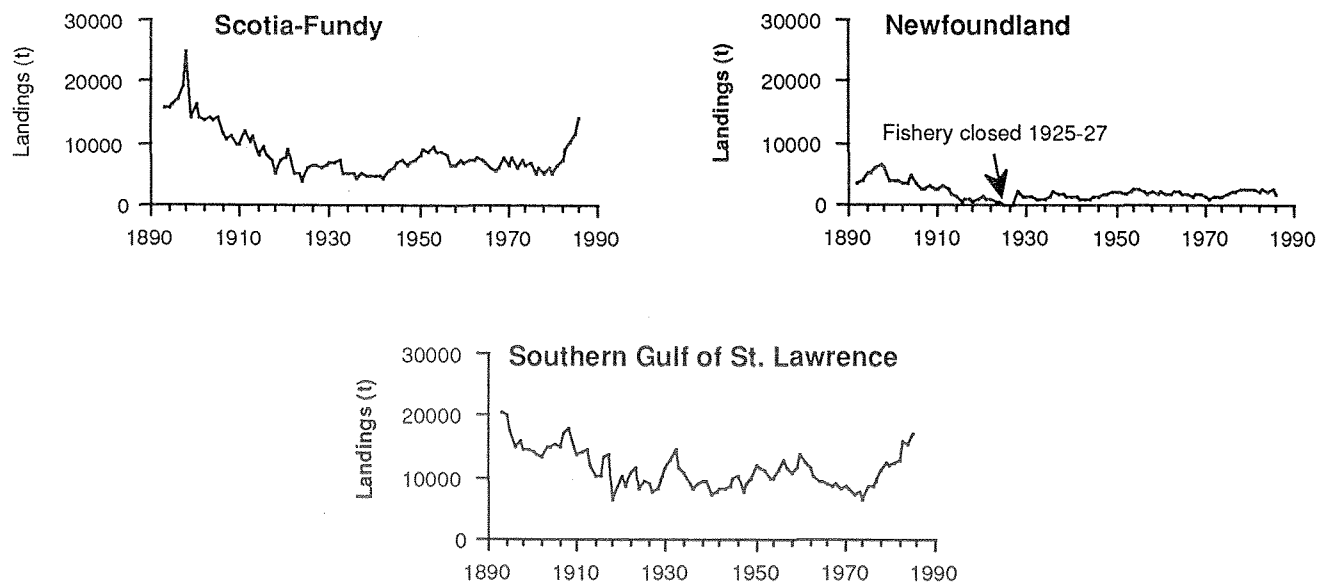 Scotia-Fundy
Landings (t)
30000
20000
10000
0
1890 1910 1930 1950 1970 1990
Newfoundland
Landings (t)
30000
20000
10000
0
Fishery closed 1925-27
1890 1910 1930 1950 1970 1990
Southern Gulf of St. Lawrence
Landings (t)
30000
20000
10000
0
1890 1910 1930 1950 1970 1990